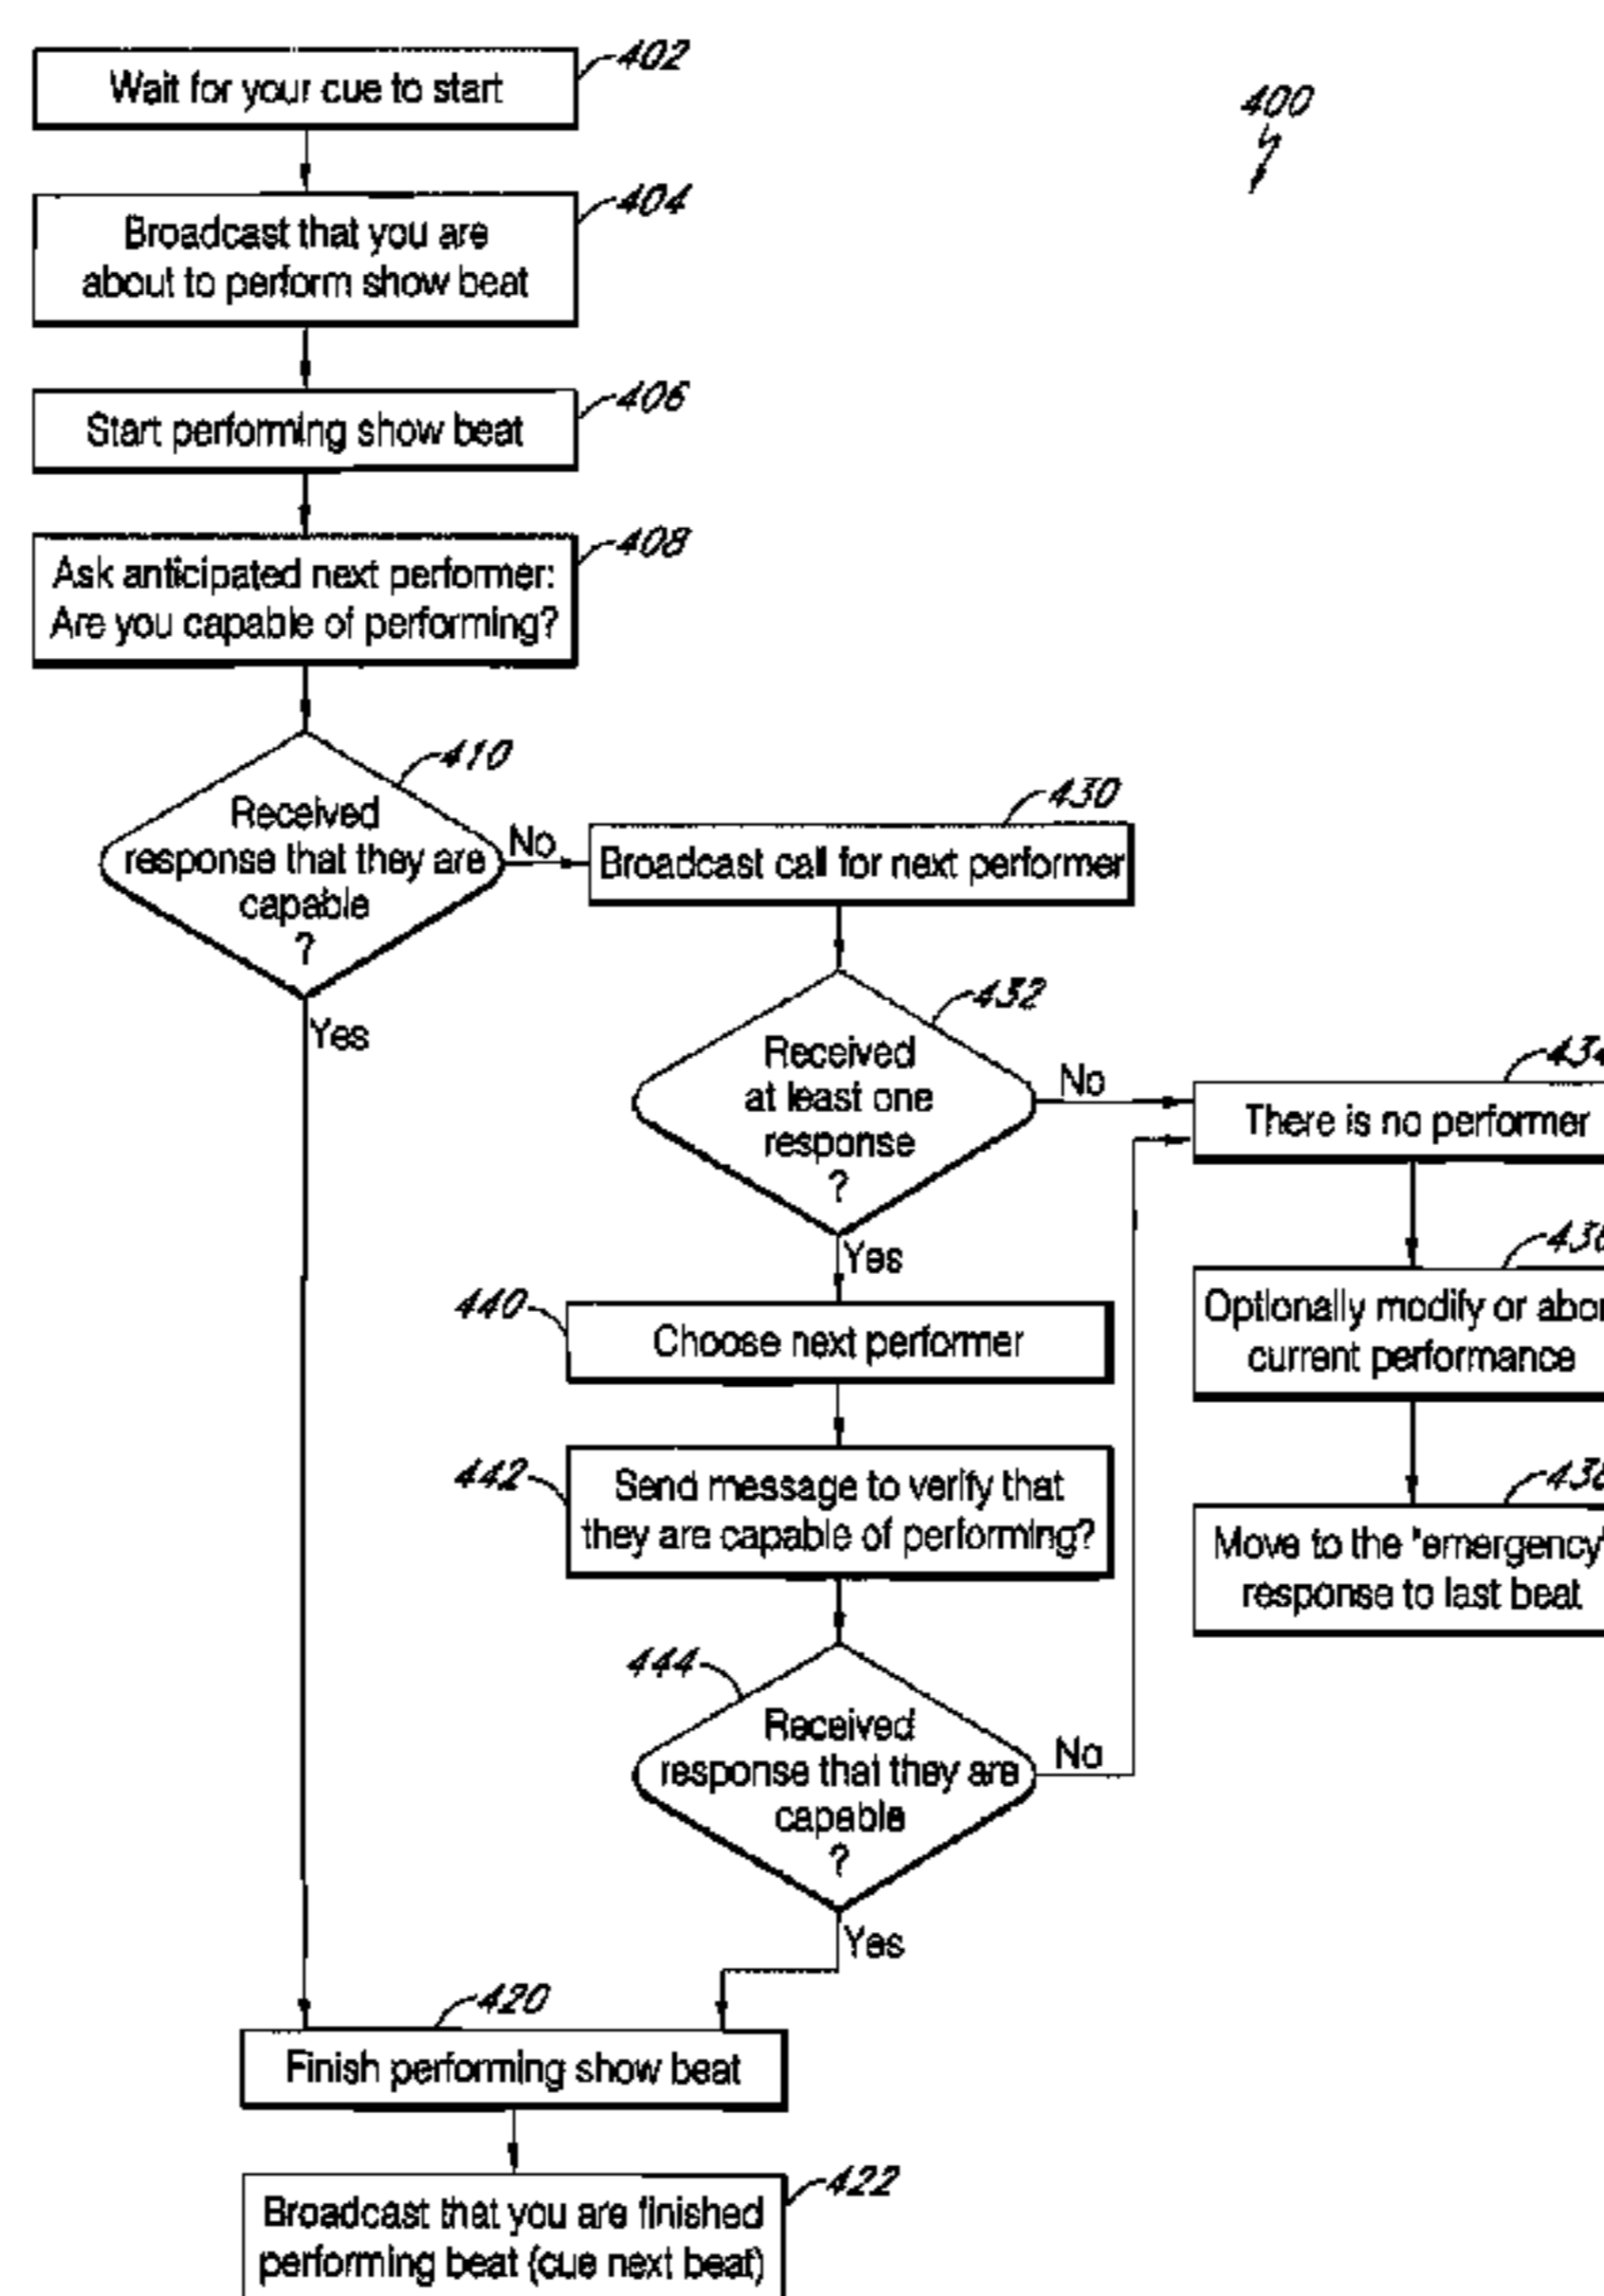 402
Wait for your cue to start
400
404
Broadcast that you are
about to perform show beat
406
Start performing show beat
408
Ask anticipated next performer:
Are you capable of performing?
410
Received
response that they are
capable
?
No
Yes
430
Broadcast call for next performer
432
Received
at least one
response
?
No
Yes
There is no performer
Optionally modify or
current performance
Move to the "emergency"
response to last beat
440
Choose next performer
442
Send message to verify that
they are capable of performing?
444
Received
response that they are
capable
?
No
Yes
420
Finish performing show beat
422
Broadcast that you are finished
performing beat (cue next beat)